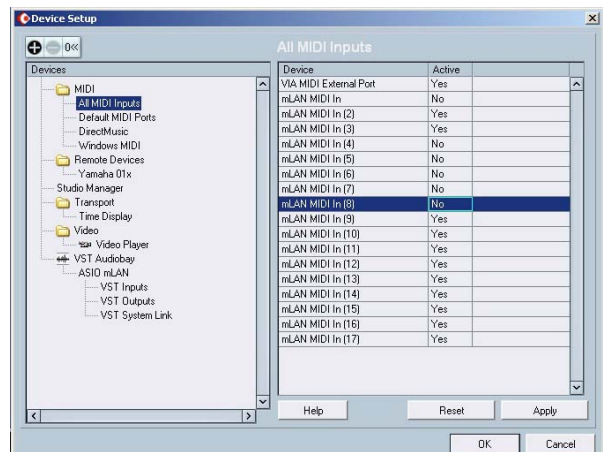 Device Setup
0«
All MIDI Inputs
Devices
MIDI
All MIDI Inputs
Default MIDI Ports
DirectMusic
Windows MIDI
Remote Devices
Yamaha 01x
Studio Manager
Transport
Time Display
Video
Video Player
VST Audiobay
ASIO mLAN
VST Inputs
VST Outputs
VST System Link
Device Active
VIA MIDI External Port Yes
mLAN MIDI In No
mLAN MIDI In (2) Yes
mLAN MIDI In (3) Yes
mLAN MIDI In (4) No
mLAN MIDI In (5) No
mLAN MIDI In (6) No
mLAN MIDI In (7) No
mLAN MIDI In (8) No
mLAN MIDI In (9) Yes
mLAN MIDI In (10) Yes
mLAN MIDI In (11) Yes
mLAN MIDI In (12) Yes
mLAN MIDI In (13) Yes
mLAN MIDI In (14) Yes
mLAN MIDI In (15) Yes
mLAN MIDI In (16) Yes
mLAN MIDI In (17) Yes
Help Reset Apply
OK Cancel